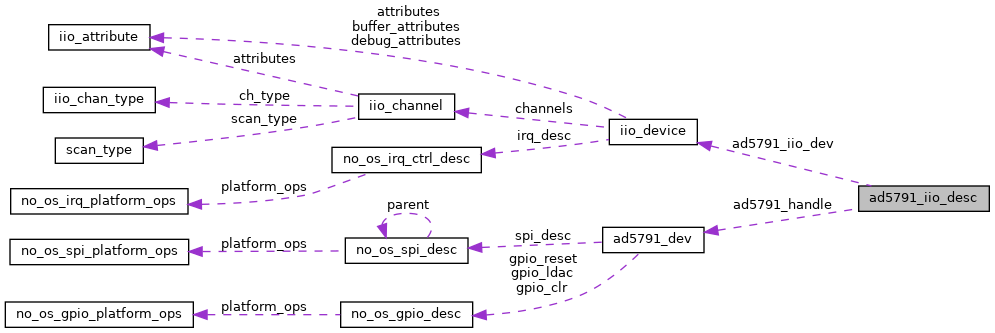 attributes
buffer_attributes
debug_attributes
iio_attribute
attributes
iio_chan_type
ch_type
iio_channel
channels
scan_type
scan_type
irq_desc
iio_device
ad5791_iio_dev
no_os_irq_ctrl_desc
no_os_irq_platform_ops
platform_ops
ad5791_iio_desc
ad5791_handle
parent
no_os_spi_platform_ops
platform_ops
no_os_spi_desc
spi_desc
ad5791_dev
gpio_reset
gpio_ldac
gpio_clr
no_os_gpio_platform_ops
platform_ops
no_os_gpio_desc